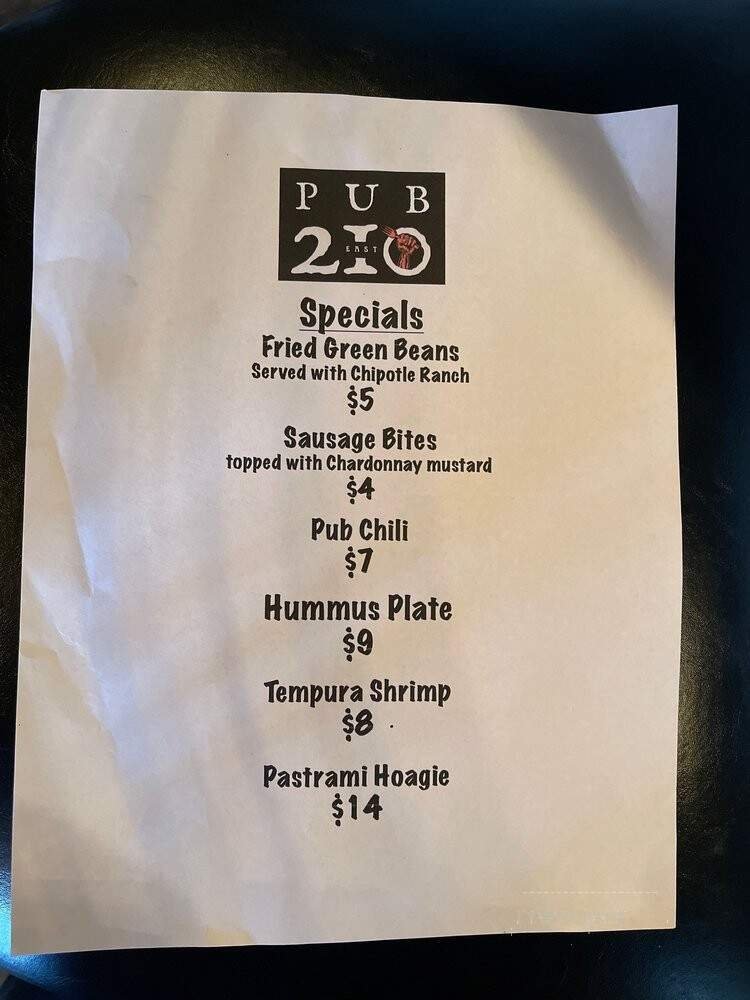 PUB
210
EAST
Specials
Fried Green Beans
Served with Chipotle Ranch
$5
Sausage Bites
topped with Chardonnay mustard
$4
Pub Chili
$7
Hummus Plate
$9
Tempura Shrimp
$8
Pastrami Hoagie
$14